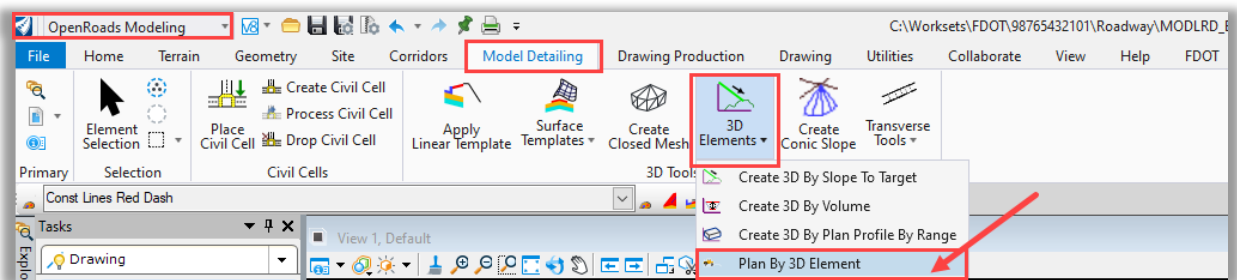 OpenRoads Modeling
C:\Worksets\FDOT\98765432101\Roadway\MODLRD_
File Home Terrain Geometry Site Corridors Model Detailing Drawing Production Drawing Utilities Collaborate View Help FDOT
Element Selection
Place Civil Cell
Create Civil Cell
Process Civil Cell
Drop Civil Cell
Apply Linear Template
Surface Templates
Create Closed Mesh
3D Elements
Create Conic Slope
Transverse Tools
Primary Selection Civil Cells 3D Tools
Create 3D By Slope To Target
Create 3D By Volume
Create 3D By Plan Profile By Range
Plan By 3D Element
Const Lines Red Dash
Tasks
View 1, Default
Drawing